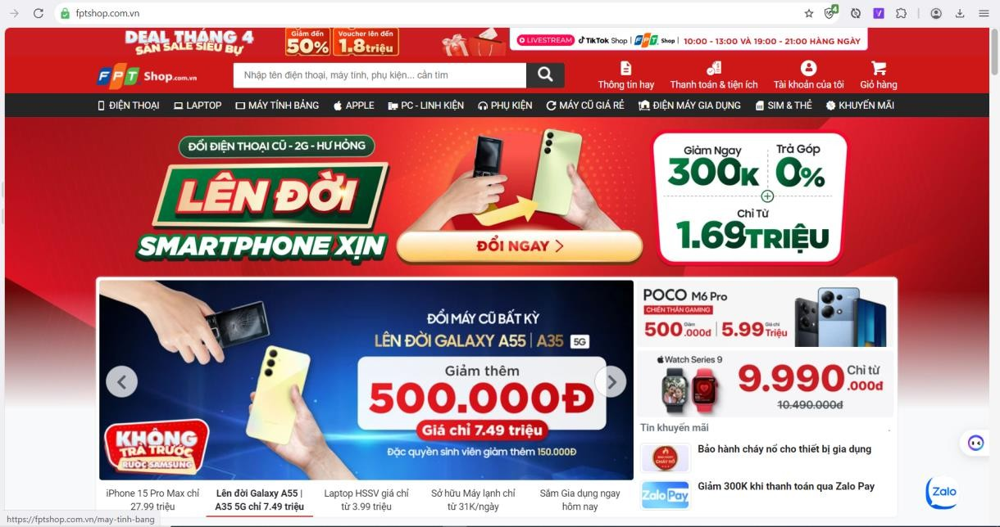 fptshop.com.vn
4
DEAL THÁNG 4
SĂN SALE SIÊU BỰ
Giảm đến
50%
Voucher lên đến
1.8triệu
LIVESTREAM TikTok Shop | FPT Shop | 10:00 - 13:00 VÀ 19:00 - 21:00 HÀNG NGÀY
FPT Shop.com.vn
Nhập tên điện thoại, máy tính, phụ kiện... cần tìm
Thông tin hay
Thanh toán & tiện ích
Tài khoản của tôi
Giỏ hàng
ĐIỆN THOẠI
LAPTOP
MÁY TÍNH BẢNG
APPLE
PC - LINH KIỆN
PHỤ KIỆN
MÁY CŨ GIÁ RẺ
ĐIỆN MÁY GIA DỤNG
SIM & THẺ
KHUYẾN MÃI
ĐỔI ĐIỆN THOẠI CŨ - 2G - HƯ HỎNG
LÊN ĐỜI
SMARTPHONE XỊN
ĐỔI NGAY
Giảm Ngay
300K
Trả Góp
0%
Chỉ Từ
1.69TRIỆU
ĐỔI MÁY CŨ BẤT KỲ
LÊN ĐỜI GALAXY A55 | A35 5G
Giảm thêm
500.000Đ
Giá chỉ 7.49 triệu
Đặc quyền sinh viên giảm thêm 150.000Đ
KHÔNG
TRẢ TRƯỚC
RƯỚC SAMSUNG
POCO M6 Pro
CHIẾN THẦN GAMING
Giảm
500.000đ
Giá chỉ
5.99 Triệu
Watch Series 9
9.990.000đ
Chỉ từ
10.490.000đ
Tin khuyến mãi
Bảo hành cháy nổ cho thiết bị gia dụng
BẢO HÀNH
CHÁY NỔ
Giảm 300K khi thanh toán qua Zalo Pay
ZaloPay
Zalo
iPhone 15 Pro Max chỉ
27.99 triệu
Lên đời Galaxy A55 |
A35 5G chỉ 7.49 triệu
Laptop HSSV giá chỉ
từ 3.99 triệu
Sở hữu Máy lạnh chỉ
từ 31K/ngày
Sắm Gia dụng ngay
hôm nay
https://fptshop.com.vn/may-tinh-bang